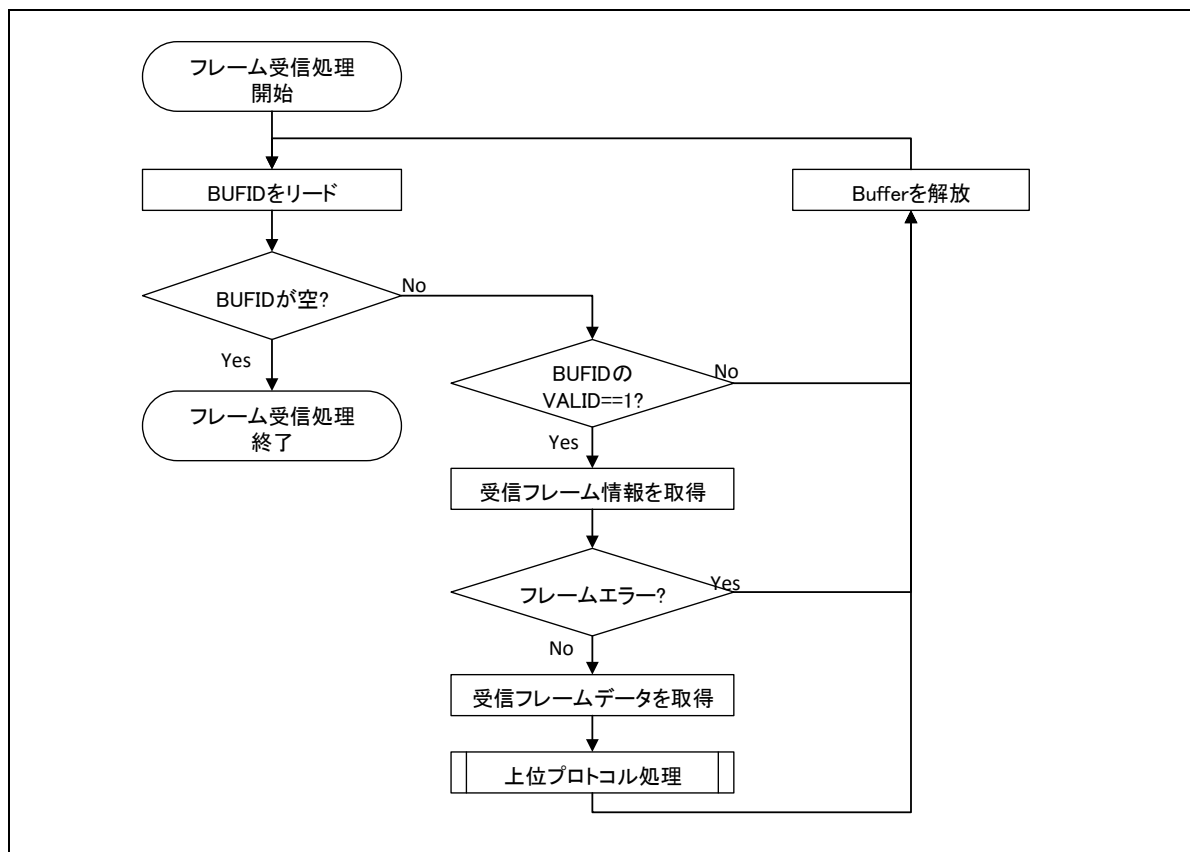 フレーム受信処理
開始
BUFIDをリード
Bufferを解放
BUFIDが空?
No
Yes
フレーム受信処理
終了
BUFIDの
VALID==1?
No
Yes
受信フレーム情報を取得
フレームエラー?
Yes
No
受信フレームデータを取得
上位プロトコル処理